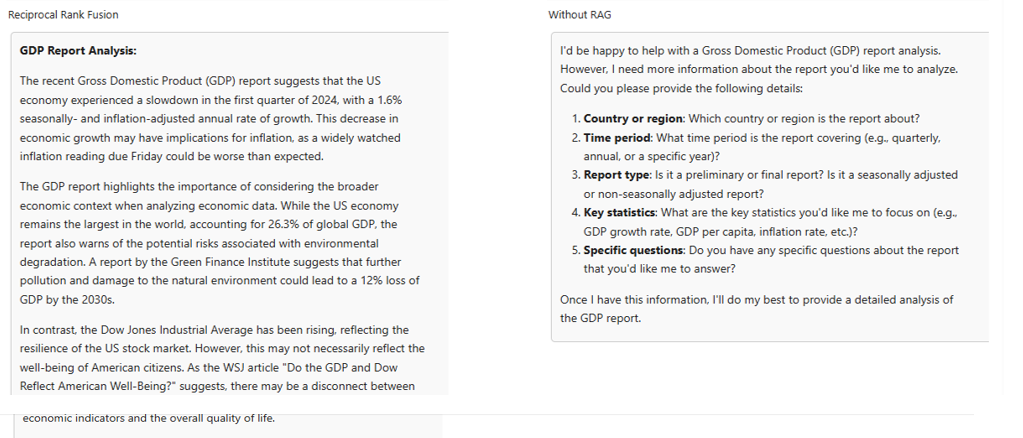 Reciprocal Rank Fusion
GDP Report Analysis:
The recent Gross Domestic Product (GDP) report suggests that the US
economy experienced a slowdown in the first quarter of 2024, with a 1.6%
seasonally- and inflation-adjusted annual rate of growth. This decrease in
economic growth may have implications for inflation, as a widely watched
inflation reading due Friday could be worse than expected.
The GDP report highlights the importance of considering the broader
economic context when analyzing economic data. While the US economy
remains the largest in the world, accounting for 26.3% of global GDP, the
report also warns of the potential risks associated with environmental
degradation. A report by the Green Finance Institute suggests that further
pollution and damage to the natural environment could lead to a 12% loss of
GDP by the 2030s.
In contrast, the Dow Jones Industrial Average has been rising, reflecting the
resilience of the US stock market. However, this may not necessarily reflect the
well-being of American citizens. As the WSJ article "Do the GDP and Dow
Reflect American Well-Being?" suggests, there may be a disconnect between
economic indicators and the overall quality of life.
Without RAG
I'd be happy to help with a Gross Domestic Product (GDP) report analysis.
However, I need more information about the report you'd like me to analyze.
Could you please provide the following details:
1. Country or region: Which country or region is the report about?
2. Time period: What time period is the report covering (e.g., quarterly,
annual, or a specific year)?
3. Report type: Is it a preliminary or final report? Is it a seasonally adjusted
or non-seasonally adjusted report?
4. Key statistics: What are the key statistics you'd like me to focus on (e.g.,
GDP growth rate, GDP per capita, inflation rate, etc.)?
5. Specific questions: Do you have any specific questions about the report
that you'd like me to answer?
Once I have this information, I'll do my best to provide a detailed analysis of
the GDP report.